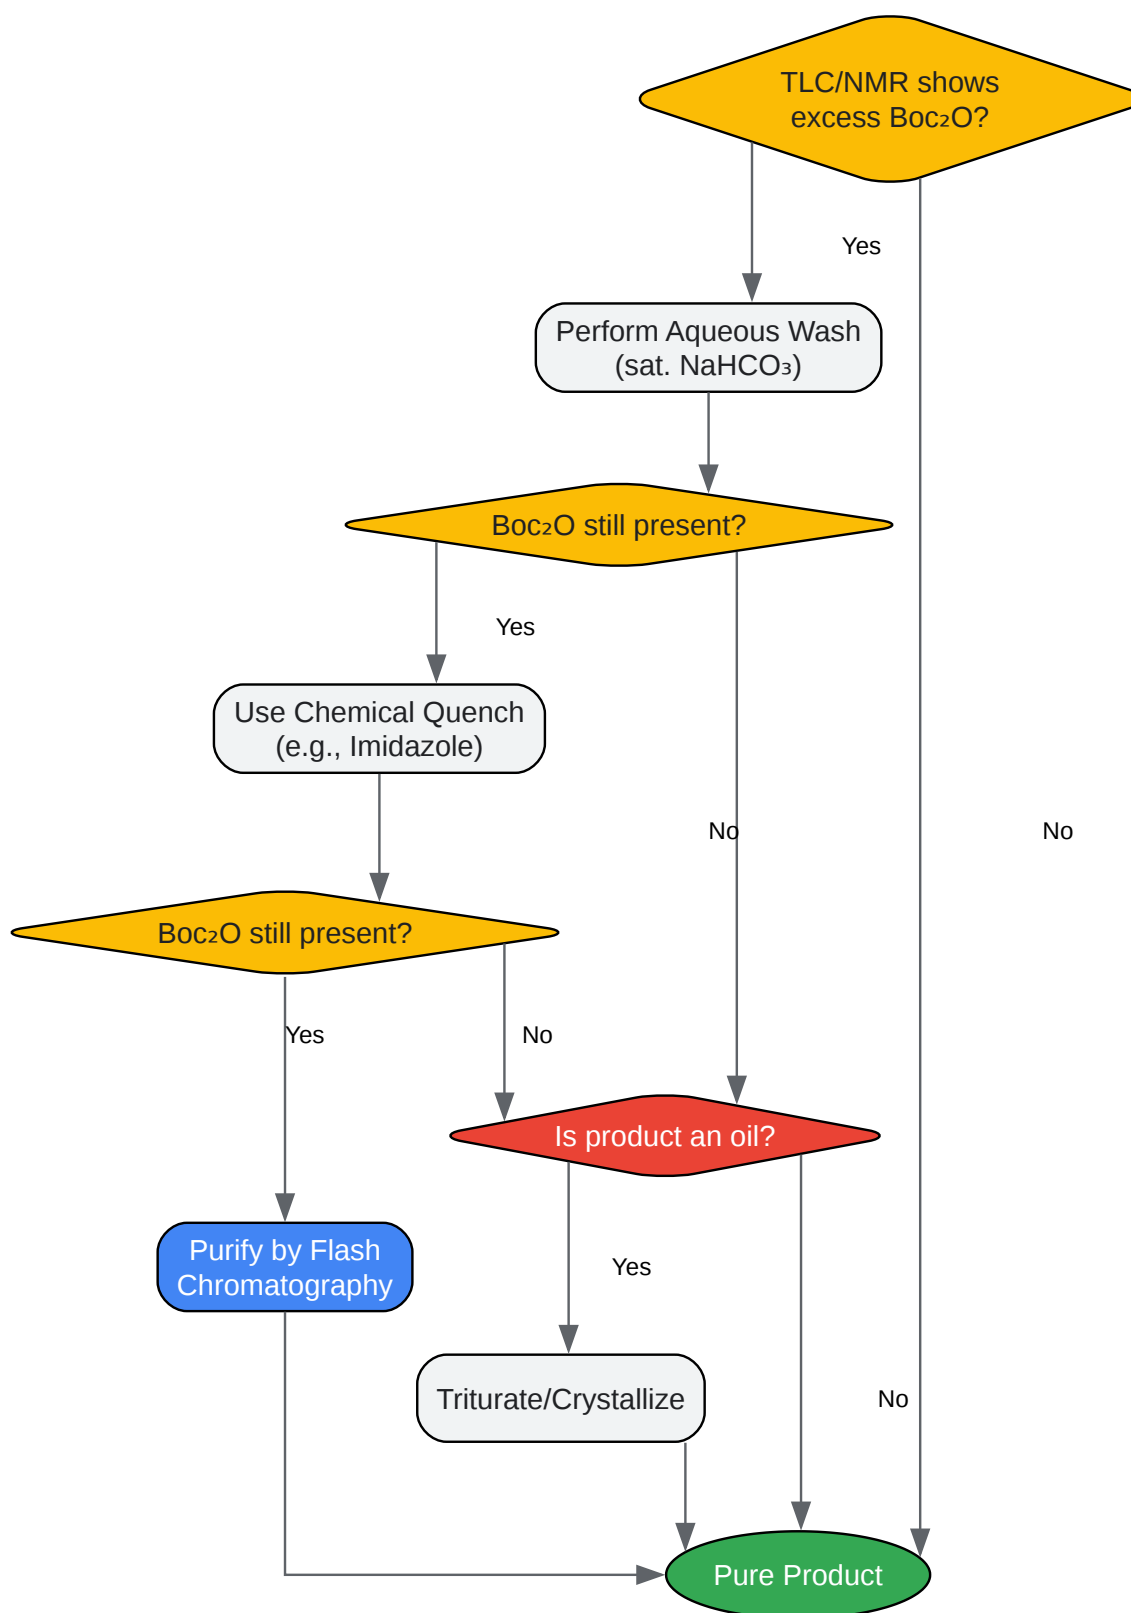 TLC/NMR shows
excess Boc₂O?
Yes
Perform Aqueous Wash
(sat. NaHCO₃)
Boc₂O still present?
Yes
Use Chemical Quench
(e.g., Imidazole)
No
No
Boc₂O still present?
Yes
No
Is product an oil?
Purify by Flash
Chromatography
Yes
Triturate/Crystallize
No
Pure Product